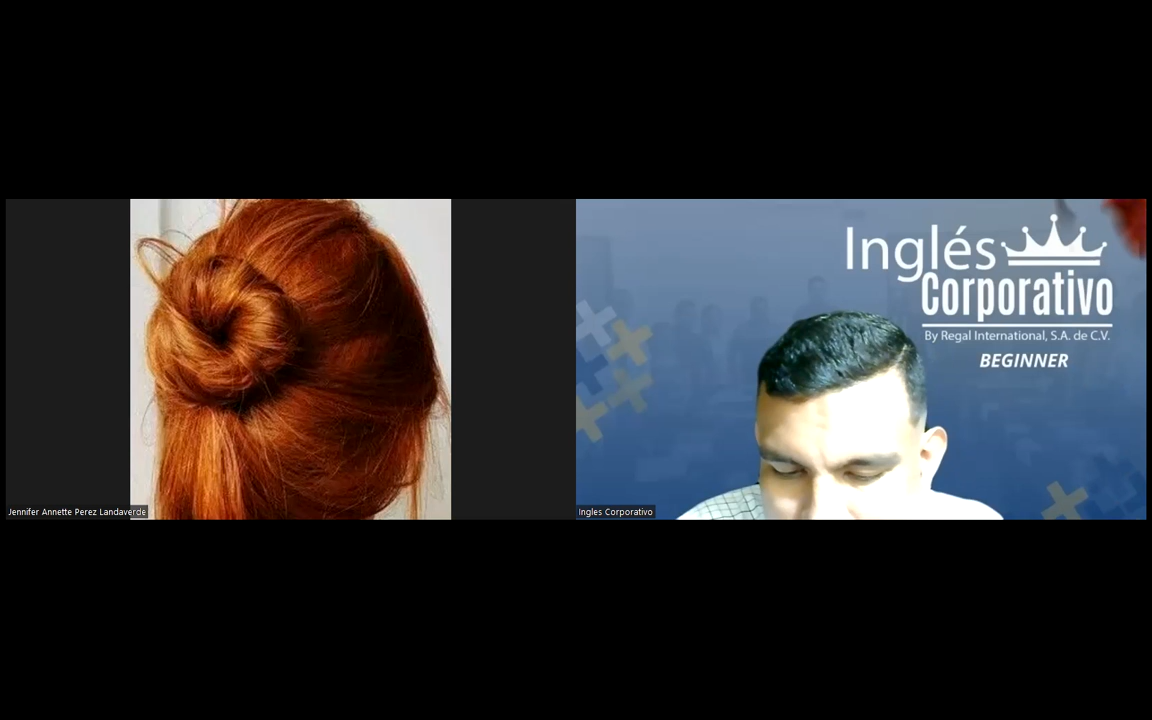 Inglés
Corporativo
By Regal International, S.A. de C.V.
BEGINNER
Jennifer Annette Perez Landaverde
Ingles Corporativo